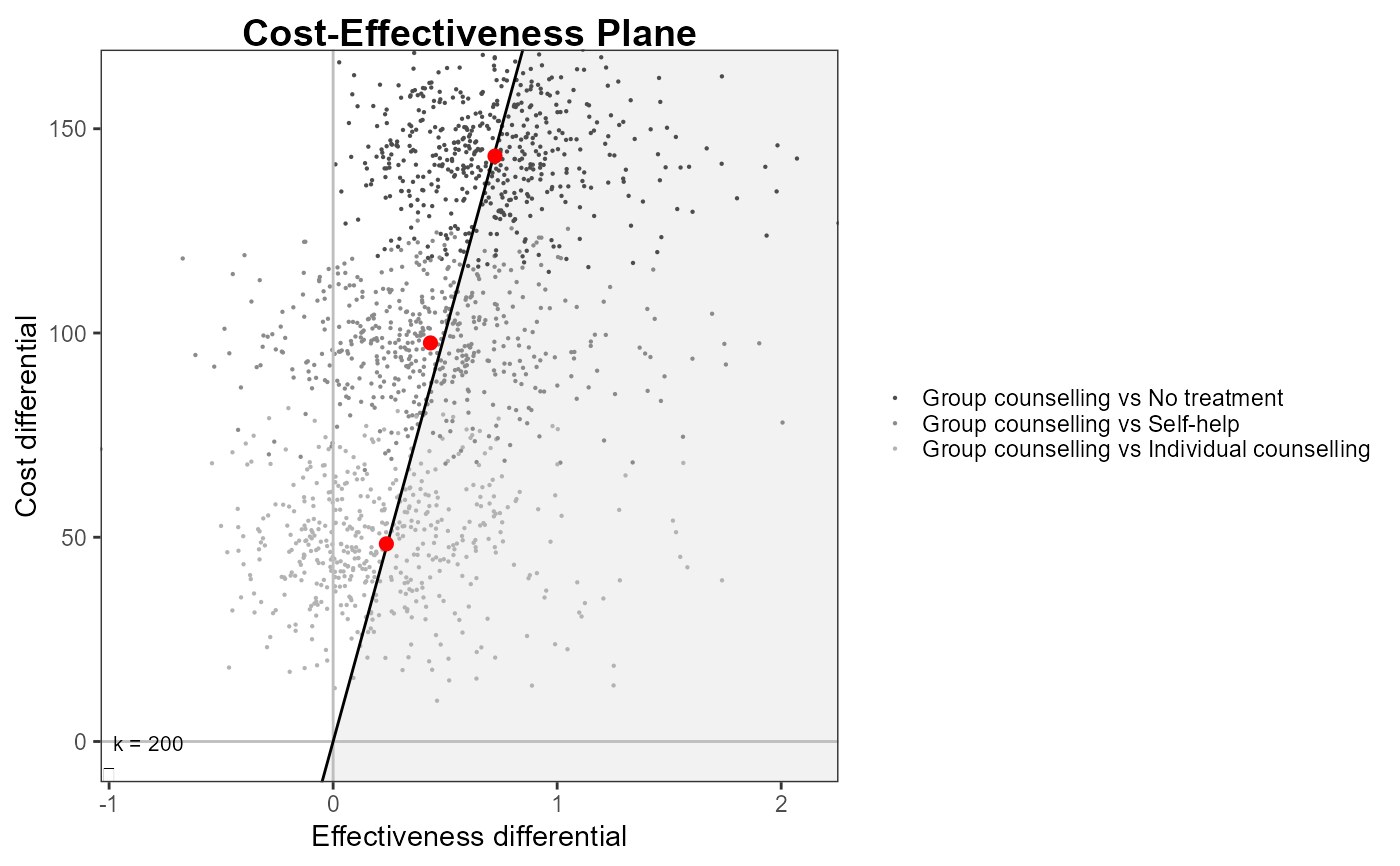 Cost-Effectiveness Plane
150
100
50
0
Cost differential
k = 200
-1
0
1
2
Effectiveness differential
Group counselling vs No treatment
Group counselling vs Self-help
Group counselling vs Individual counselling